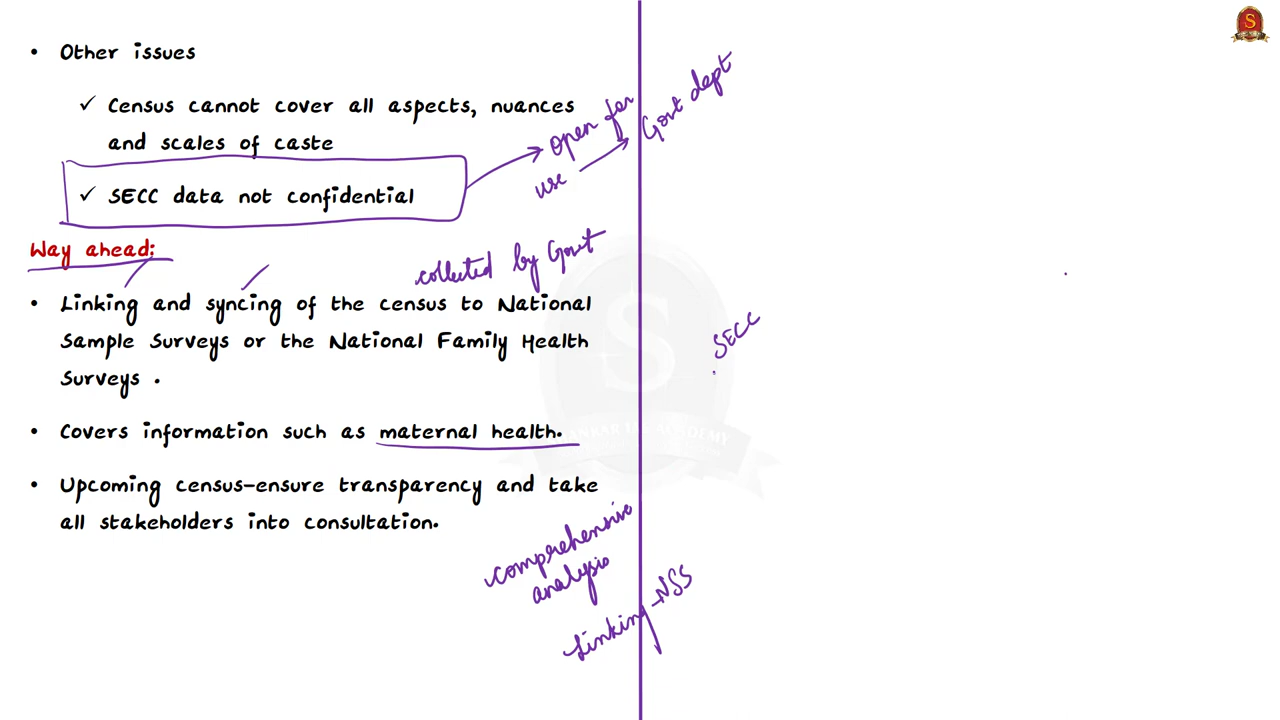 • Other issues
✓ Census cannot cover all aspects, nuances
and scales of caste
✓ SECC data not confidential
open for
use → Govt dept
Way ahead:
collected by Govt
• Linking and syncing of the census to National
Sample Surveys or the National Family Health
Surveys .
SECC
• Covers information such as maternal health.
• Upcoming census-ensure transparency and take
all stakeholders into consultation.
comprehensive
analysis
Linking NSS
S
ACADEMY